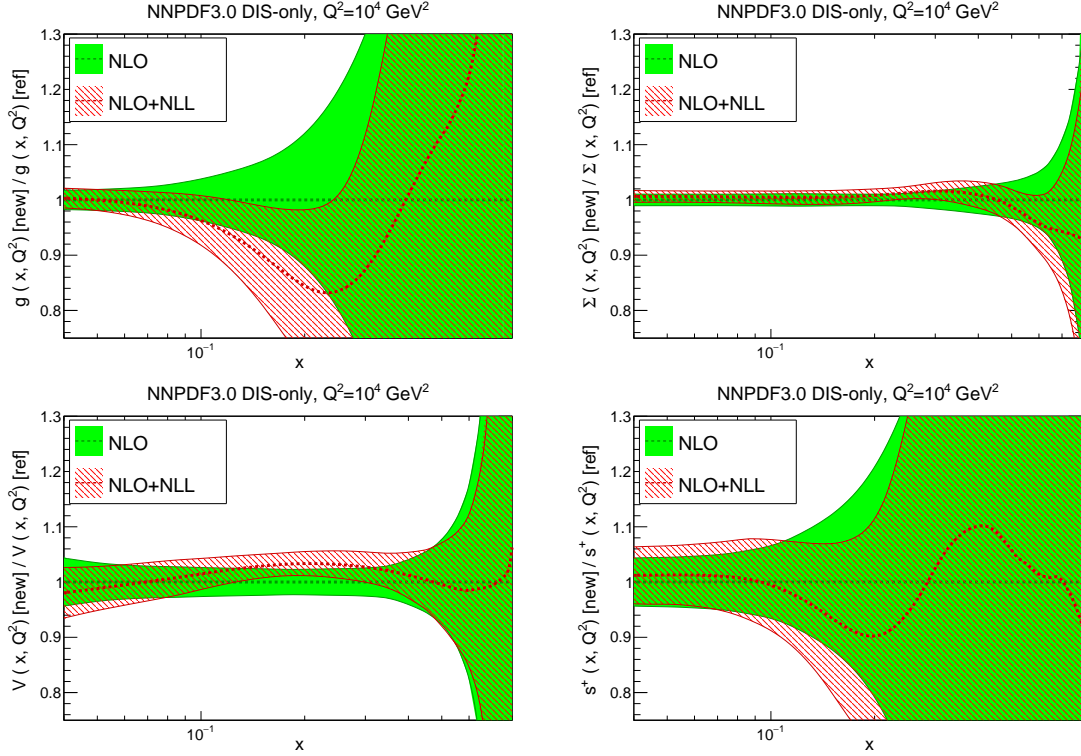 NNPDF3.0 DIS-only, Q²=10⁴ GeV²
g ( x, Q²) [new] / g ( x, Q²) [ref]
1.3
1.2
1.1
1
0.9
0.8
NLO
NLO+NLL
10⁻¹
x
NNPDF3.0 DIS-only, Q²=10⁴ GeV²
Σ ( x, Q²) [new] / Σ ( x, Q²) [ref]
1.3
1.2
1.1
1
0.9
0.8
NLO
NLO+NLL
10⁻¹
x
NNPDF3.0 DIS-only, Q²=10⁴ GeV²
V ( x, Q²) [new] / V ( x, Q²) [ref]
1.3
1.2
1.1
1
0.9
0.8
NLO
NLO+NLL
10⁻¹
x
NNPDF3.0 DIS-only, Q²=10⁴ GeV²
s⁺ ( x, Q²) [new] / s⁺ ( x, Q²) [ref]
1.3
1.2
1.1
1
0.9
0.8
NLO
NLO+NLL
10⁻¹
x